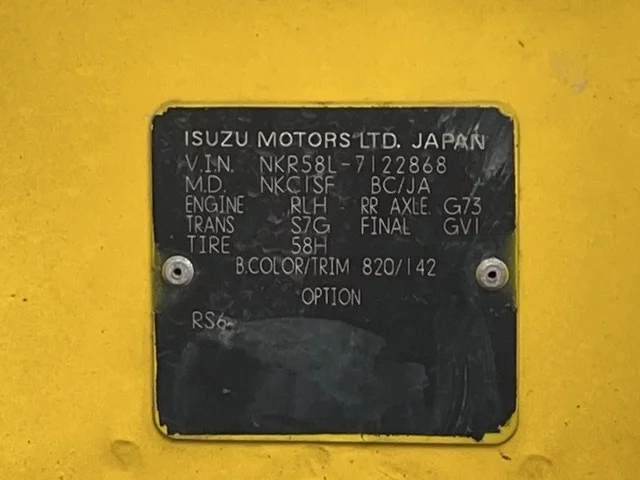 ISUZU MOTORS LTD. JAPAN
V.I.N. NKR58L-7122868
M.D. NKC1SF BC/JA
ENGINE RLH RR AXLE G73
TRANS S7G FINAL GV1
TIRE 58H
B.COLOR/TRIM 820/142
OPTION
RS6